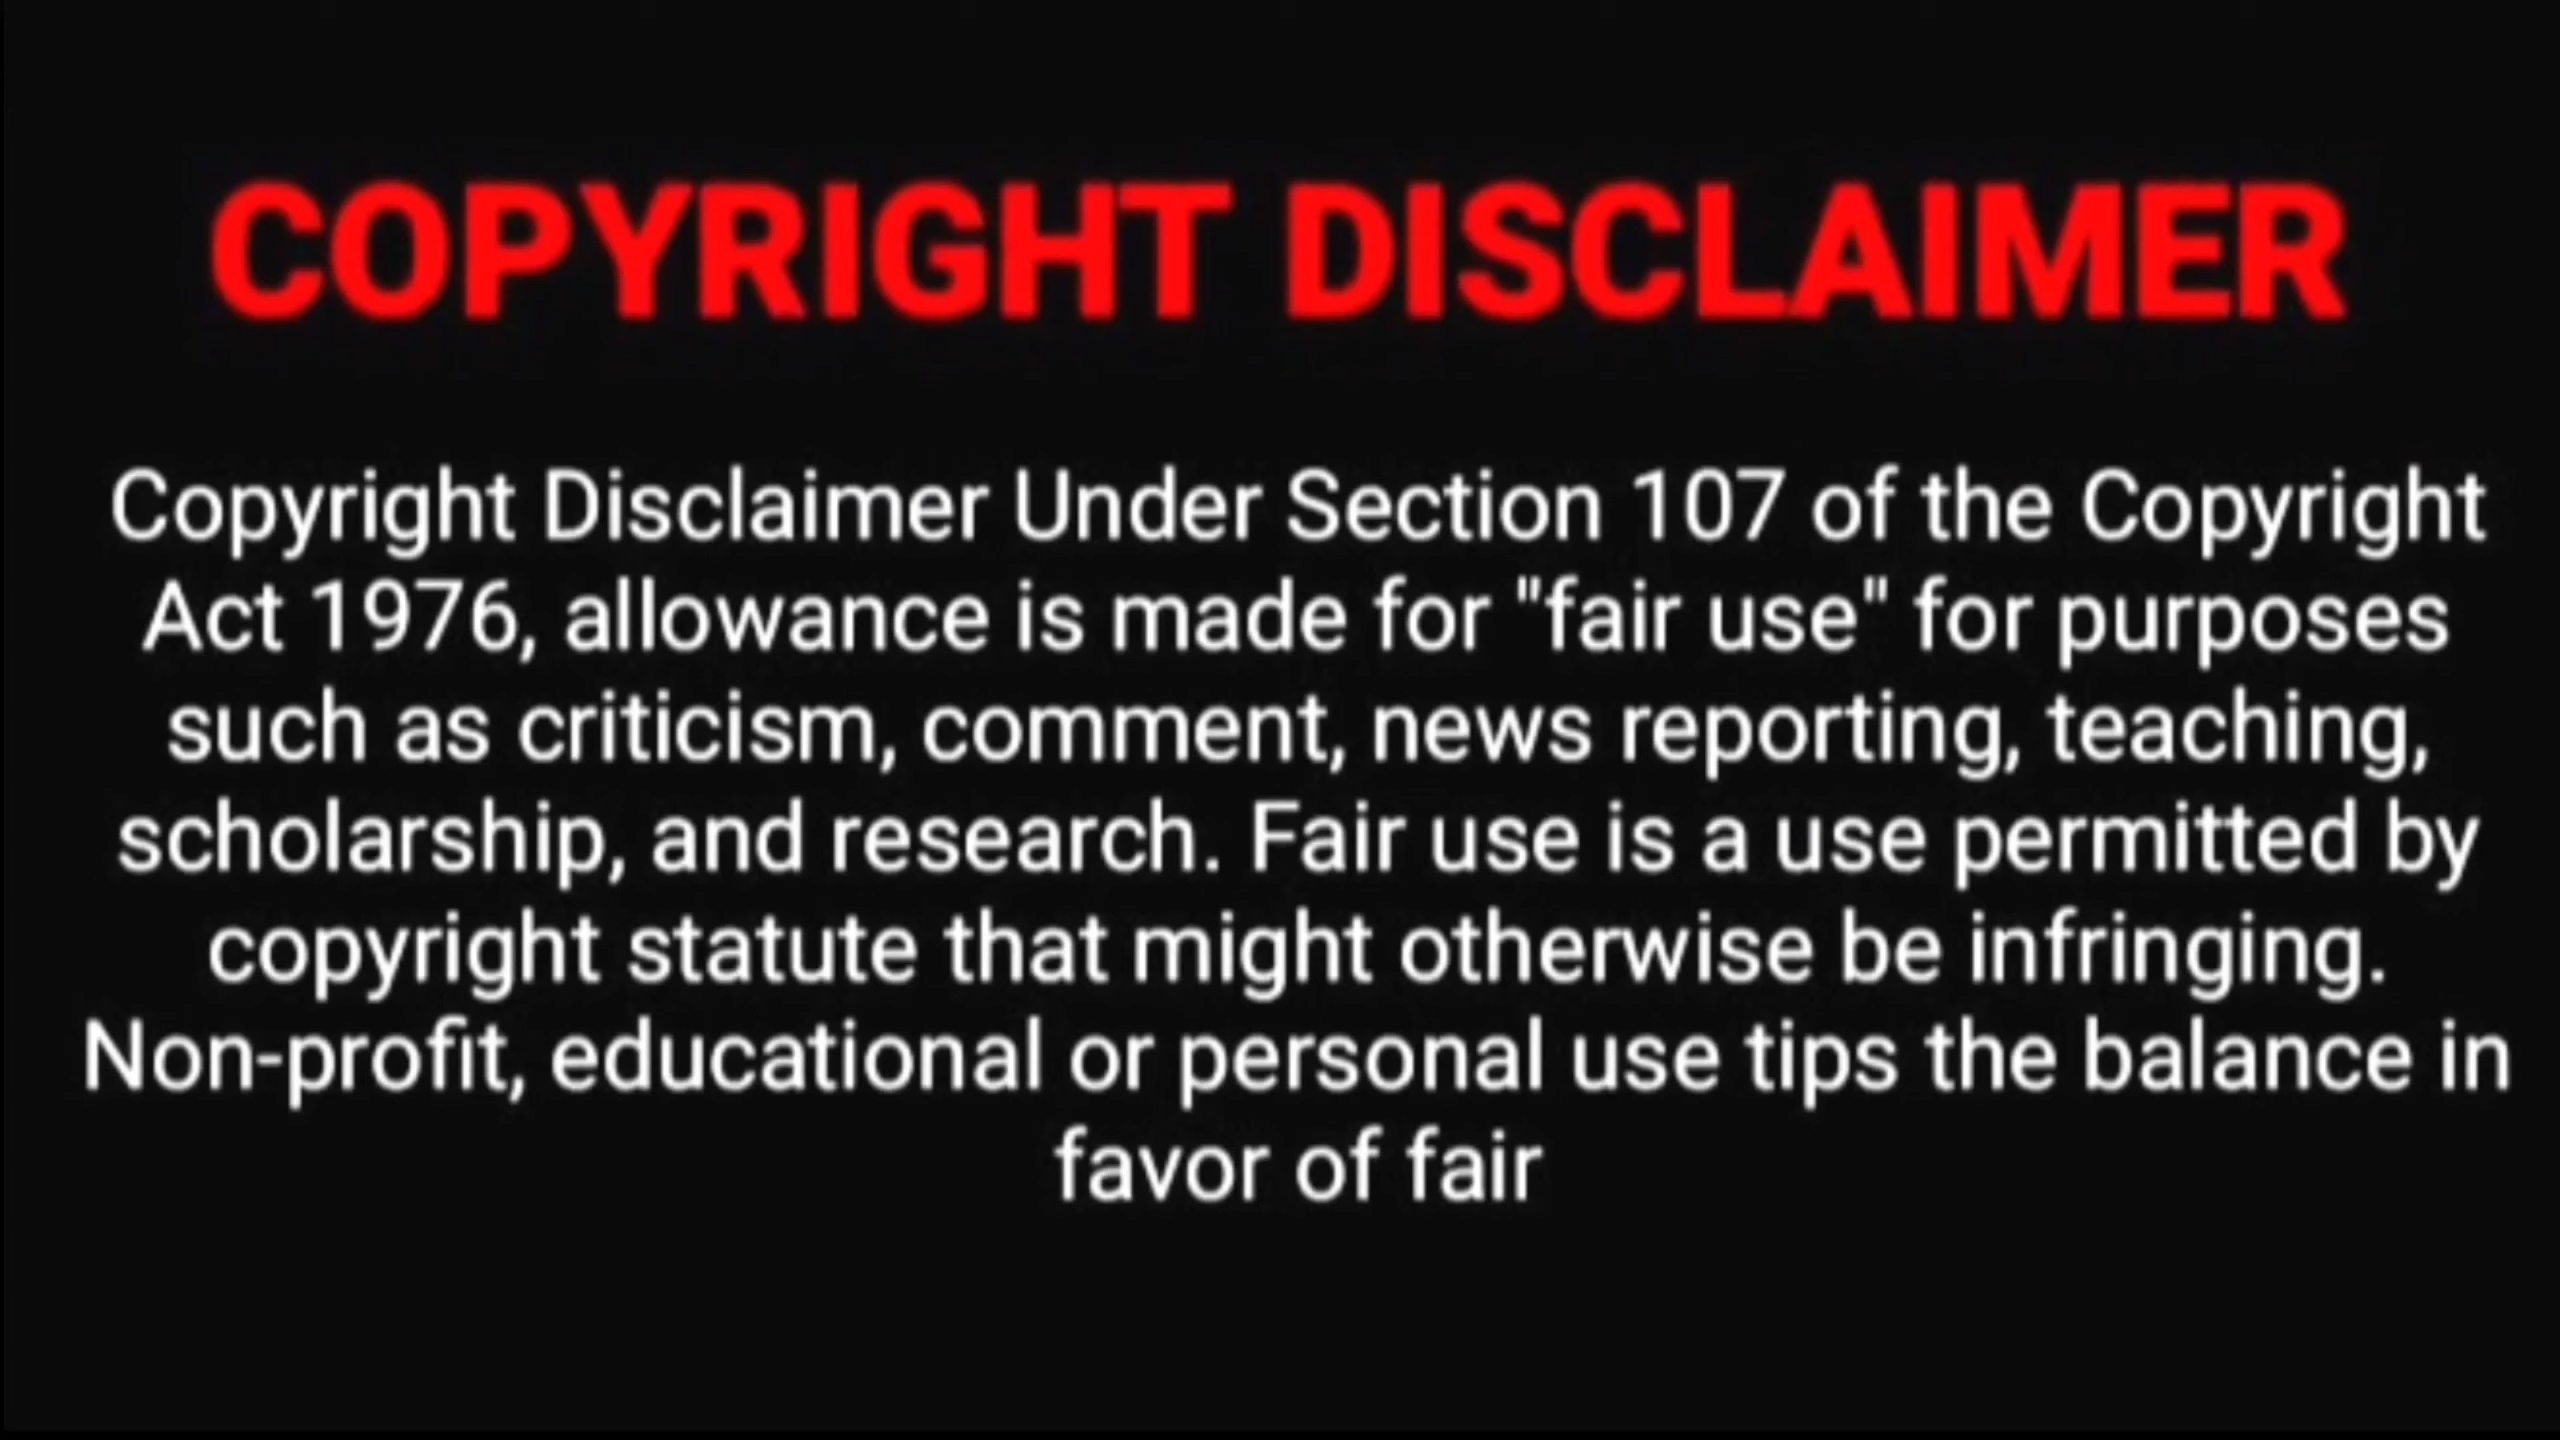 COPYRIGHT DISCLAIMER
Copyright Disclaimer Under Section 107 of the Copyright
Act 1976, allowance is made for "fair use" for purposes
such as criticism, comment, news reporting, teaching,
scholarship, and research. Fair use is a use permitted by
copyright statute that might otherwise be infringing.
Non-profit, educational or personal use tips the balance in
favor of fair